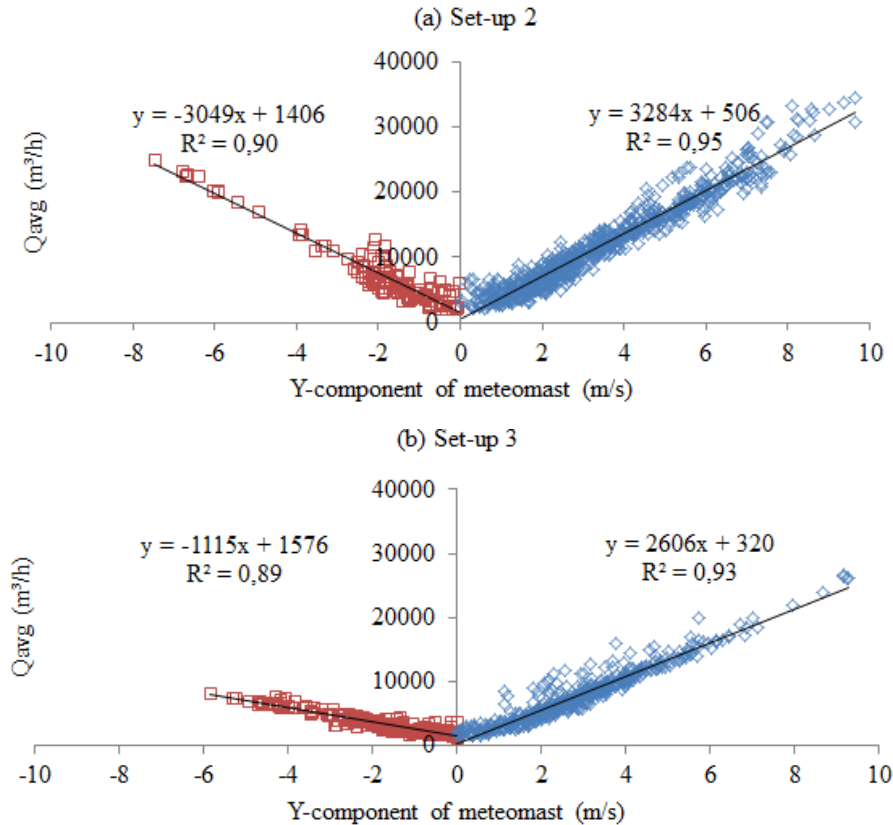 (a) Set-up 2
40000
y = -3049x + 1406
R² = 0,90
y = 3284x + 506
R² = 0,95
30000
20000
10000
0
Qavg (m³/h)
-10 -8 -6 -4 -2 0 2 4 6 8 10
Y-component of meteomast (m/s)
(b) Set-up 3
40000
30000
y = -1115x + 1576
R² = 0,89
y = 2606x + 320
R² = 0,93
20000
10000
0
Qavg (m³/h)
-10 -8 -6 -4 -2 0 2 4 6 8 10
Y-component of meteomast (m/s)